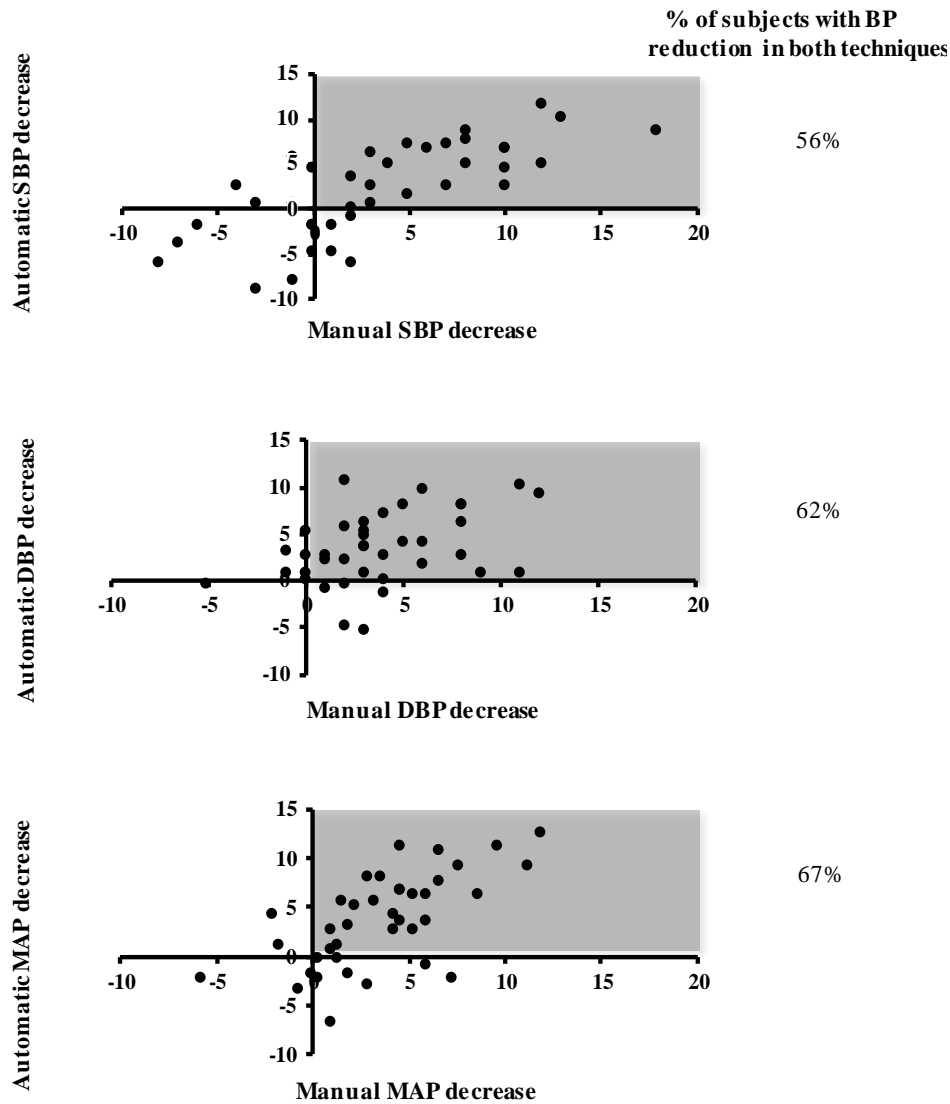 % of subjects with BP
reduction in both techniques
Automatic SBP decrease
15
10
5
0
-10 -5 5 10 15 20
-5
-10
Manual SBP decrease
56%
Automatic DBP decrease
15
10
5
0
-10 -5 0 5 10 15 20
-5
-10
Manual DBP decrease
62%
Automatic MAP decrease
15
10
5
0
-10 -5 0 5 10 15 20
-5
-10
Manual MAP decrease
67%